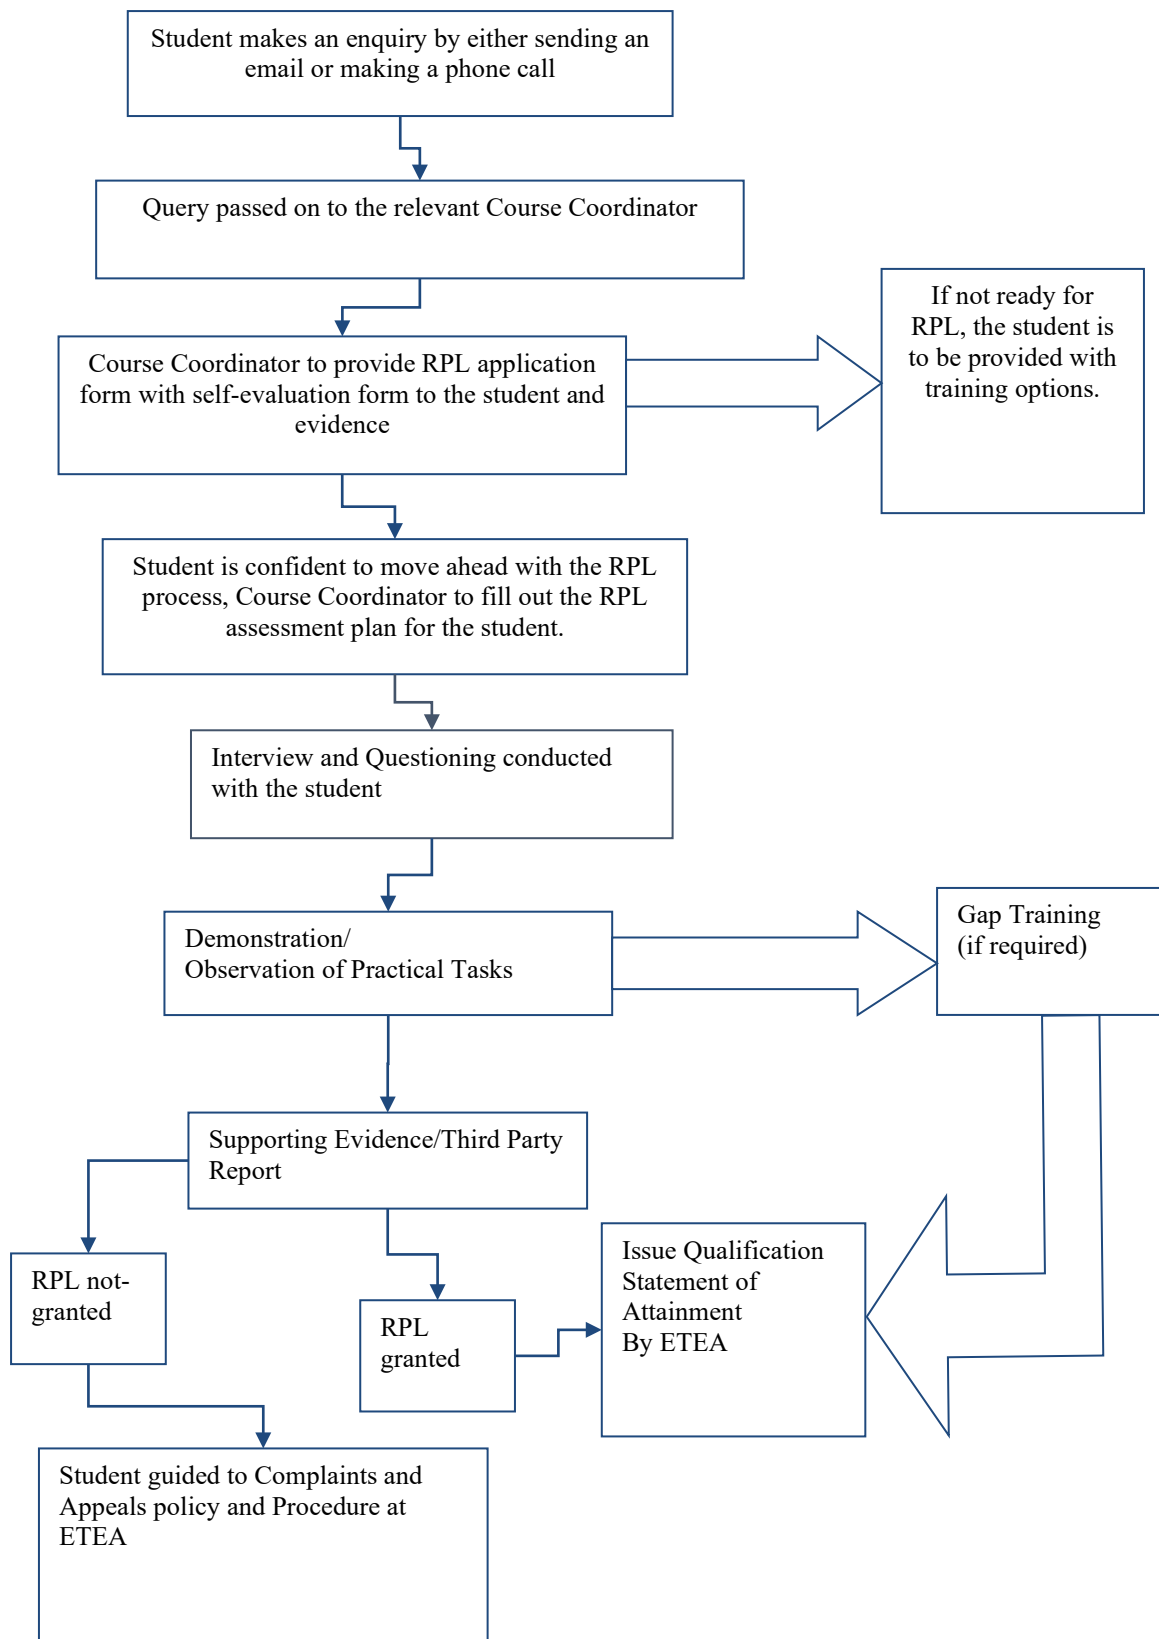 Student makes an enquiry by either sending an
email or making a phone call
Query passed on to the relevant Course Coordinator
If not ready for
RPL, the student is
to be provided with
training options.
Course Coordinator to provide RPL application
form with self-evaluation form to the student and
evidence
Student is confident to move ahead with the RPL
process, Course Coordinator to fill out the RPL
assessment plan for the student.
Interview and Questioning conducted
with the student
Demonstration/
Observation of Practical Tasks
Gap Training
(if required)
Supporting Evidence/Third Party
Report
RPL not-
granted
RPL
granted
Issue Qualification
Statement of
Attainment
By ETEA
Student guided to Complaints and
Appeals policy and Procedure at
ETEA